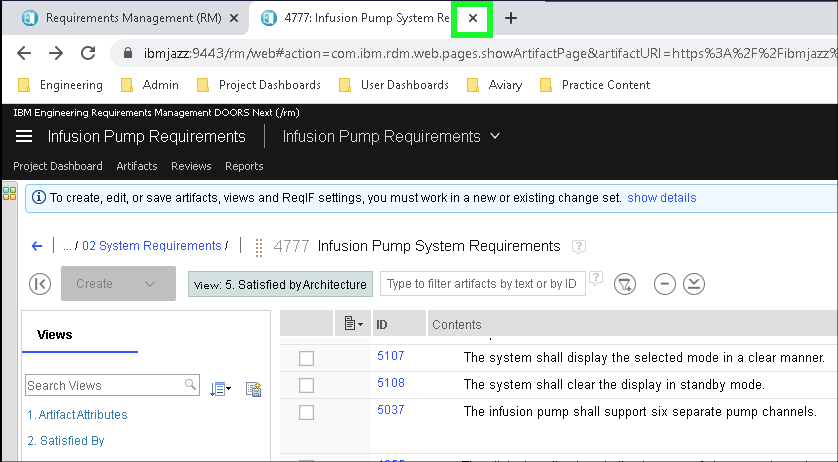 Requirements Management (RM)
4777: Infusion Pump System Re
ibmjazz:9443/rm/web#action=com.ibm.rdm.web.pages.showArtifactPage&artifactURI=https%3A%2F%2Fibmjazz%
Engineering
Admin
Project Dashboards
User Dashboards
Aviary
Practice Content
IBM Engineering Requirements Management DOORS Next (/rm)
Infusion Pump Requirements
Infusion Pump Requirements
Project Dashboard Artifacts Reviews Reports
To create, edit, or save artifacts, views and ReqIF settings, you must work in a new or existing change set. show details
... / 02 System Requirements / 4777 Infusion Pump System Requirements ?
Create
View: 5. Satisfied by Architecture
Type to filter artifacts by text or by ID
?
Views
ID
Contents
5107 The system shall display the selected mode in a clear manner.
Search Views
5108 The system shall clear the display in standby mode.
1. Artifact Attributes
5037 The infusion pump shall support six separate pump channels.
2. Satisfied By